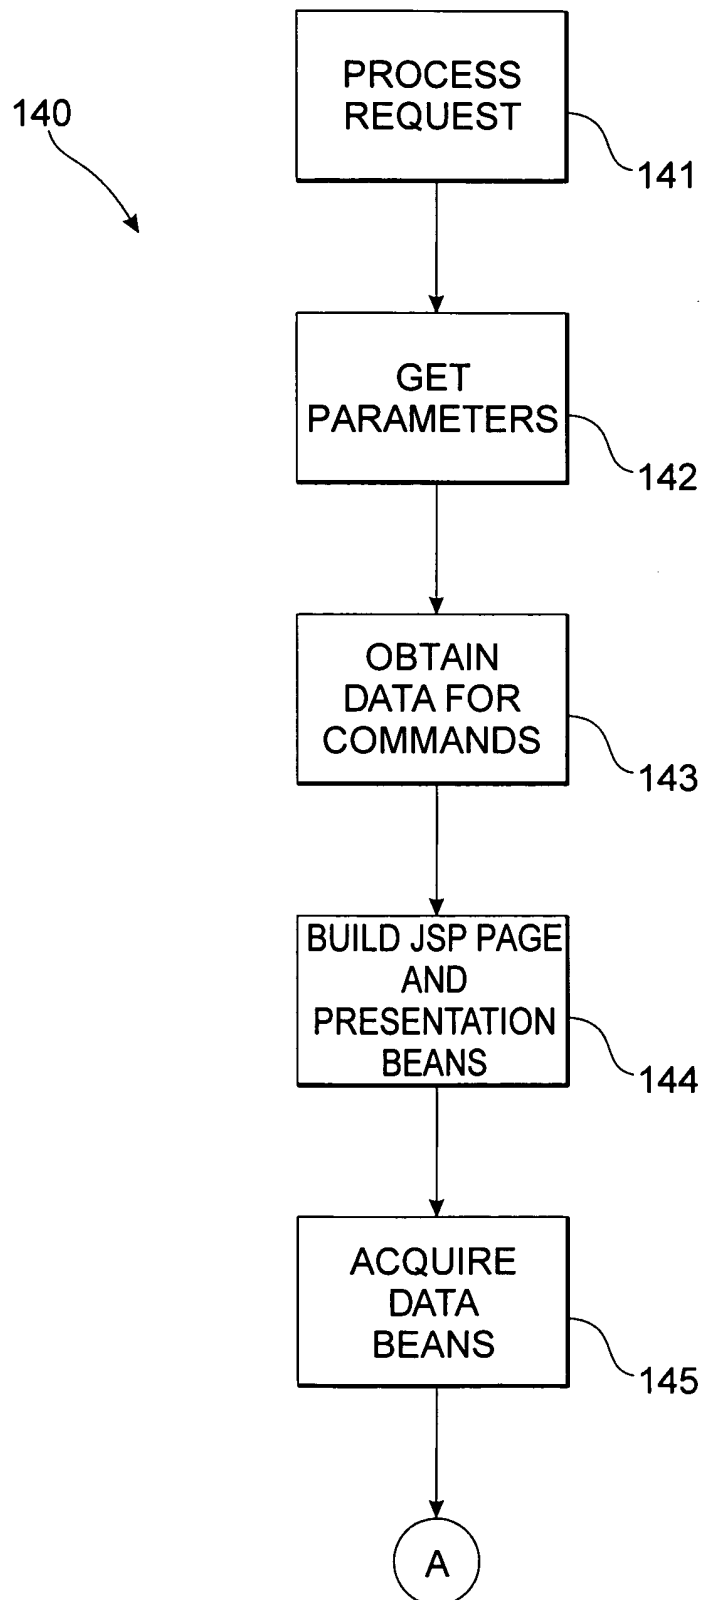 PROCESS
REQUEST
140
141
GET
PARAMETERS
142
OBTAIN
DATA FOR
COMMANDS
143
BUILD JSP PAGE
AND
PRESENTATION
BEANS
144
ACQUIRE
DATA
BEANS
145
A